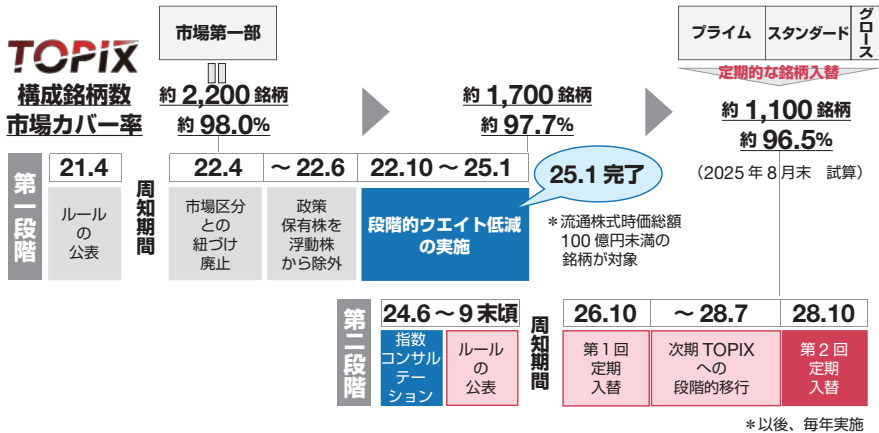 市場第一部
プライム
スタンダード
グロース
定期的な銘柄入替
TOPIX
構成銘柄数
市場カバー率
約 2,200 銘柄
約 98.0%
約 1,700 銘柄
約 97.7%
約 1,100 銘柄
約 96.5%
（2025 年 8 月末　試算）
第一段階
21.4
ルール
の
公表
周知期間
22.4
市場区分
との
紐づけ
廃止
～ 22.6
政策
保有株を
浮動株
から除外
22.10 ～ 25.1
段階的ウエイト低減
の実施
25.1 完了
＊流通株式時価総額
100 億円未満の
銘柄が対象
第二段階
24.6 ～ 9 末頃
指数
コンサル
テー
ション
ルール
の
公表
周知期間
26.10
第 1 回
定期
入替
～ 28.7
次期 TOPIX
への
段階的移行
28.10
第 2 回
定期
入替
＊以後、毎年実施